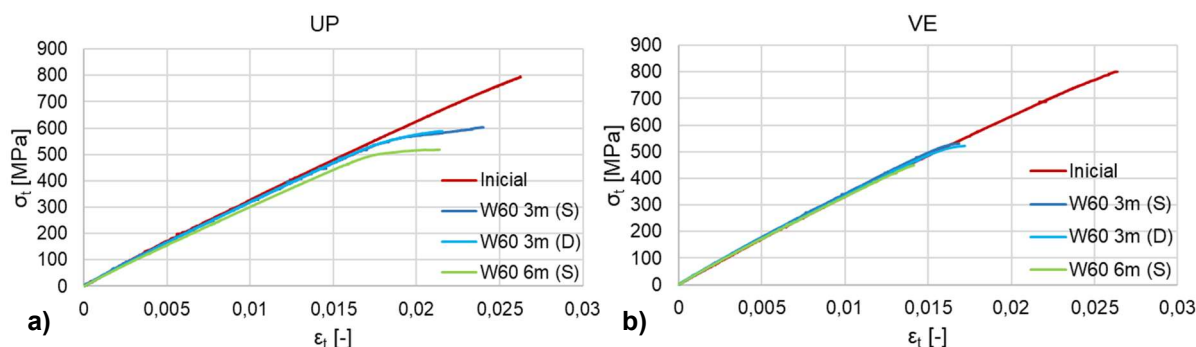 UP
900
800
700
600
500
400
300
200
100
0
σt [MPa]
0
0,005
0,01
0,015
0,02
0,025
0,03
εt [-]
Inicial
W60 3m (S)
W60 3m (D)
W60 6m (S)
a)
VE
900
800
700
600
500
400
300
200
100
0
σt [MPa]
0
0,005
0,01
0,015
0,02
0,025
0,03
εt [-]
Inicial
W60 3m (S)
W60 3m (D)
W60 6m (S)
b)